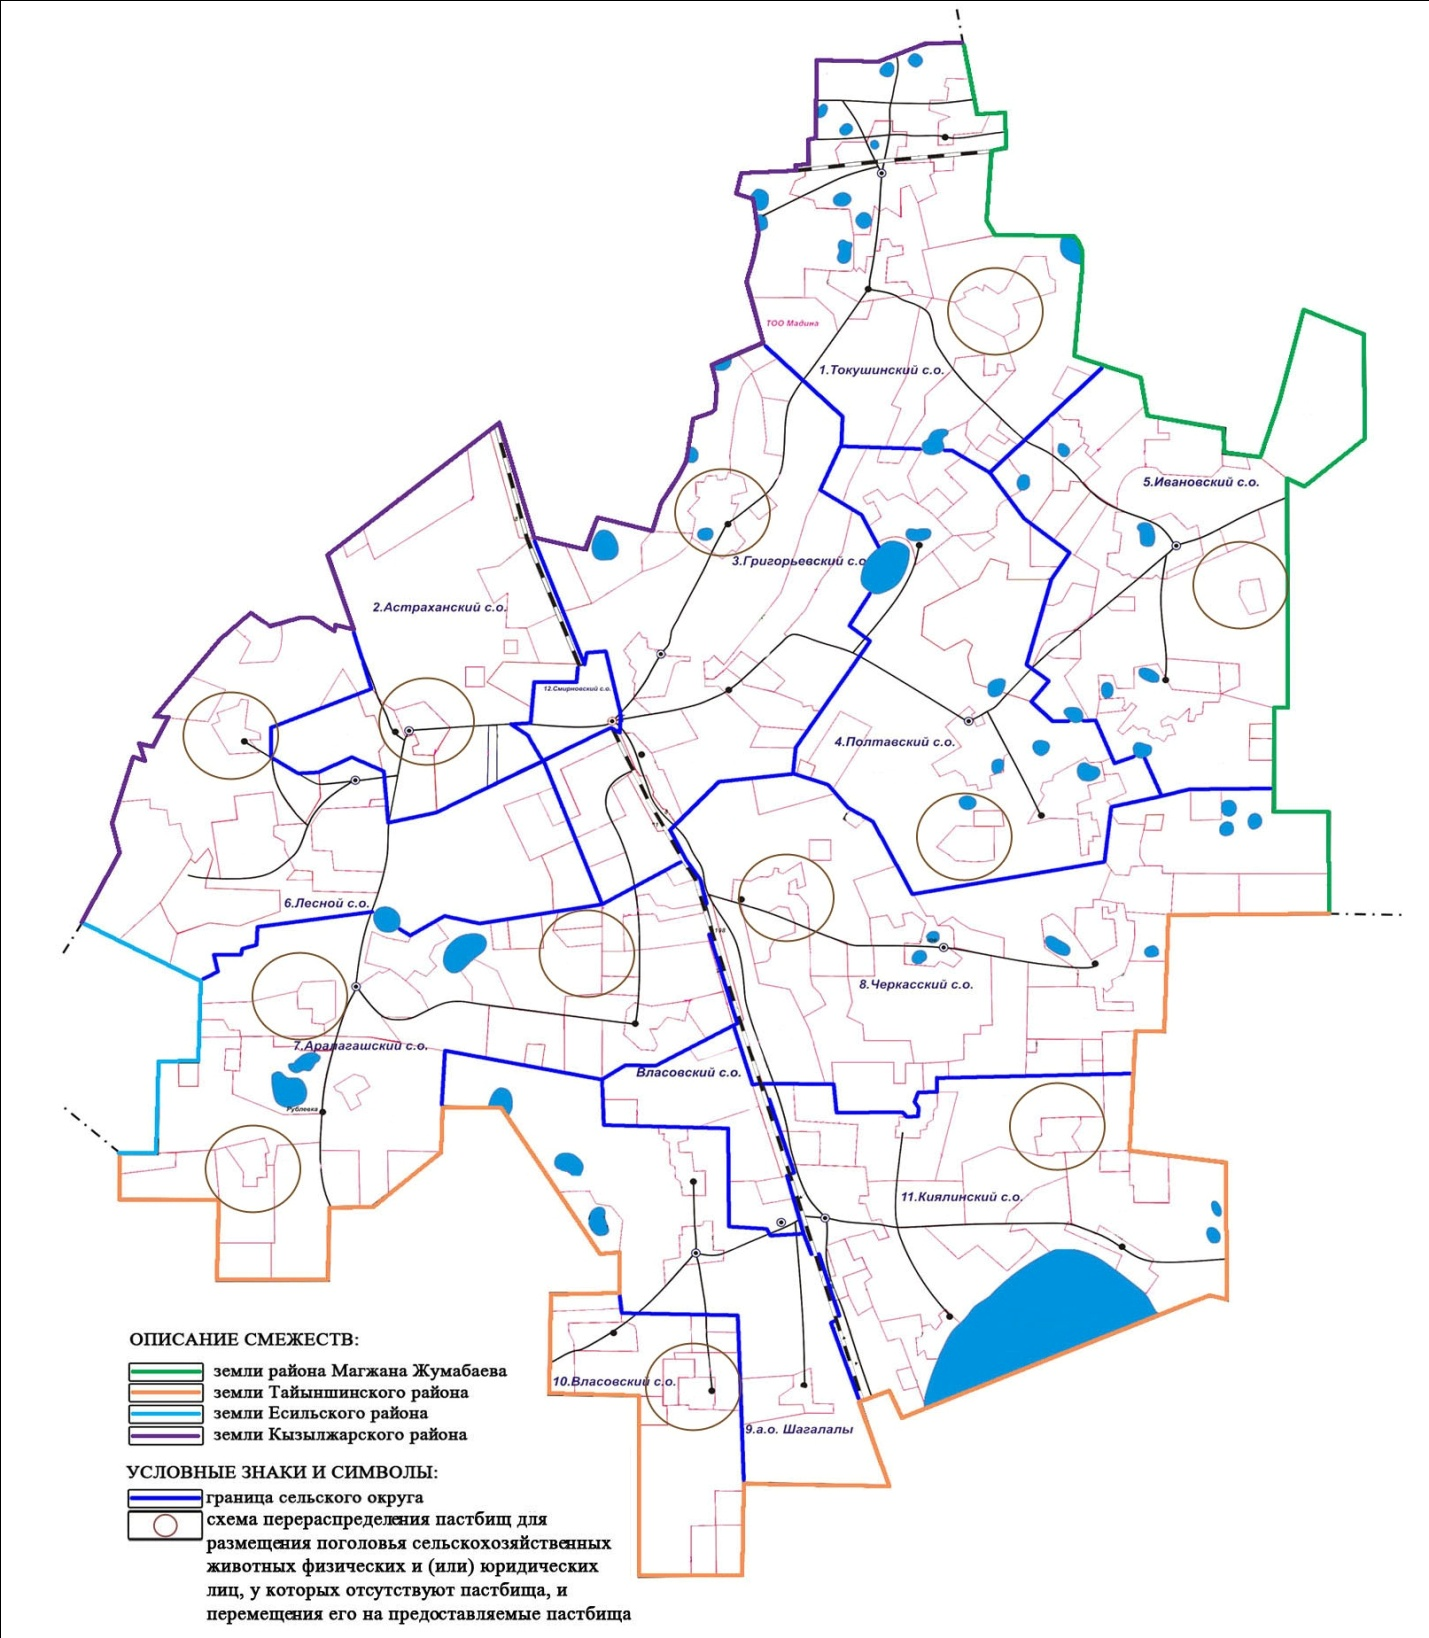 ТОО Мадина
1.Токушинский с.о.
5.Ивановский с.о.
3.Григорьевский с.о
2.Астраханский с.о.
12.Смирновский с.о.
4.Полтавский с.о.
6.Лесной с.о.
8.Черкасский с.о.
7.Аралагашский с.о.
Власовский с.о.
Рублевка
11.Киялинский с.о.
10.Власовский с.о.
9.а.о. Шагалалы
ОПИСАНИЕ СМЕЖЕСТВ:
земли района Магжана Жумабаева
земли Тайыншинского района
земли Есильского района
земли Кызылжарского района
УСЛОВНЫЕ ЗНАКИ И СИМВОЛЫ:
граница сельского округа
схема перераспределения пастбищ для
размещения поголовья сельскохозяйственных
животных физических и (или) юридических
лиц, у которых отсутствуют пастбища, и
перемещения его на предоставляемые пастбища